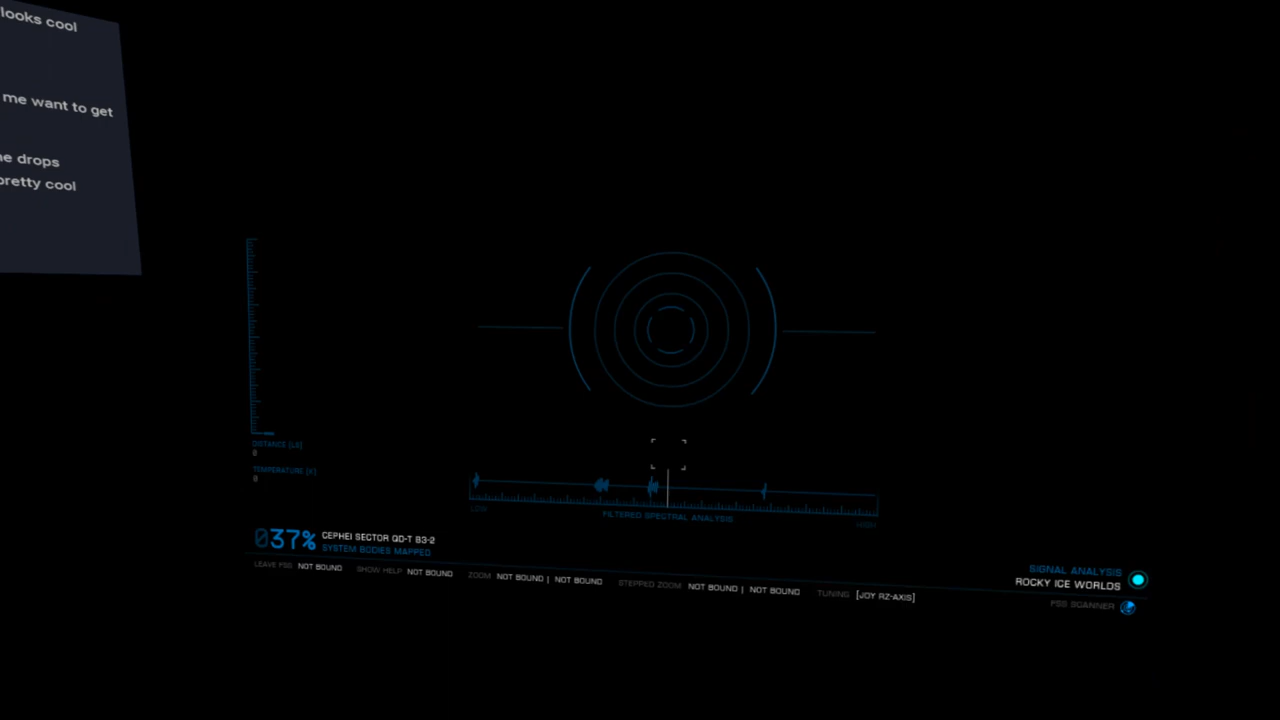 looks cool
me want to get
he drops
pretty cool
DISTANCE (LS)
0
TEMPERATURE (K)
0
LOW
FILTERED SPECTRAL ANALYSIS
HIGH
037%
CEPHEI SECTOR QD-T B3-2
SYSTEM BODIES MAPPED
LEAVE FSS NOT BOUND SHOW HELP NOT BOUND ZOOM NOT BOUND | NOT BOUND STEPPED ZOOM NOT BOUND | NOT BOUND TUNING [JOY RZ-AXIS]
SIGNAL ANALYSIS
ROCKY ICE WORLDS
FSS SCANNER